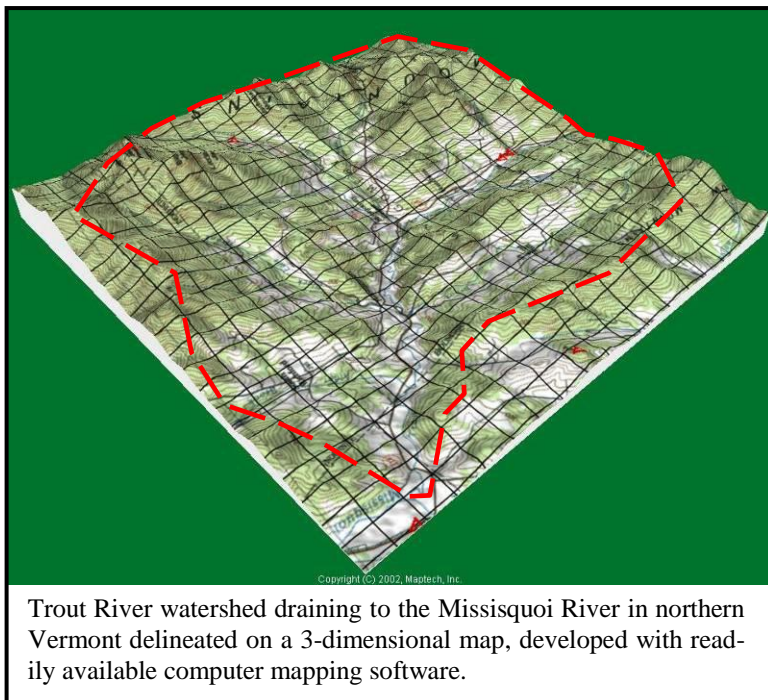 Missisquoi
Copyright (C) 2002, Maptech, Inc.
Trout River watershed draining to the Missisquoi River in northern
Vermont delineated on a 3-dimensional map, developed with read-
ily available computer mapping software.